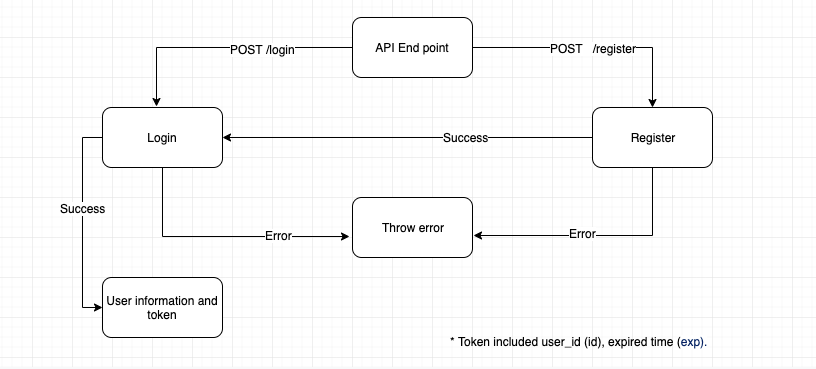 API End point
POST /login
POST /register
Login
Success
Register
Success
Throw error
Error
Error
User information and
token
* Token included user_id (id), expired time (exp).